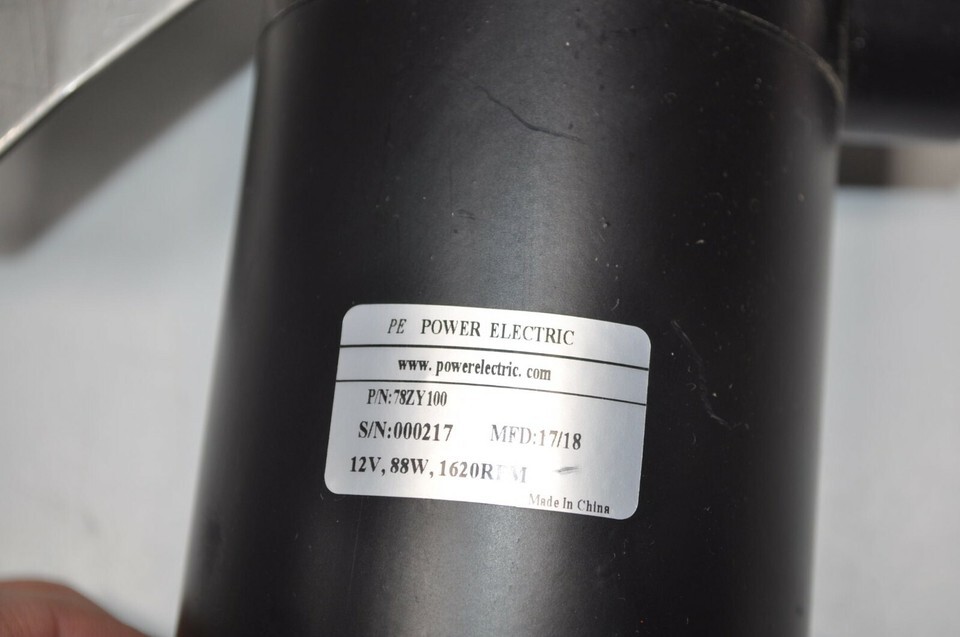 PE POWER ELECTRIC
www.powerelectric.com
P/N:78ZY100
S/N:000217 MFD:17/18
12V, 88W, 1620RPM
Made In China